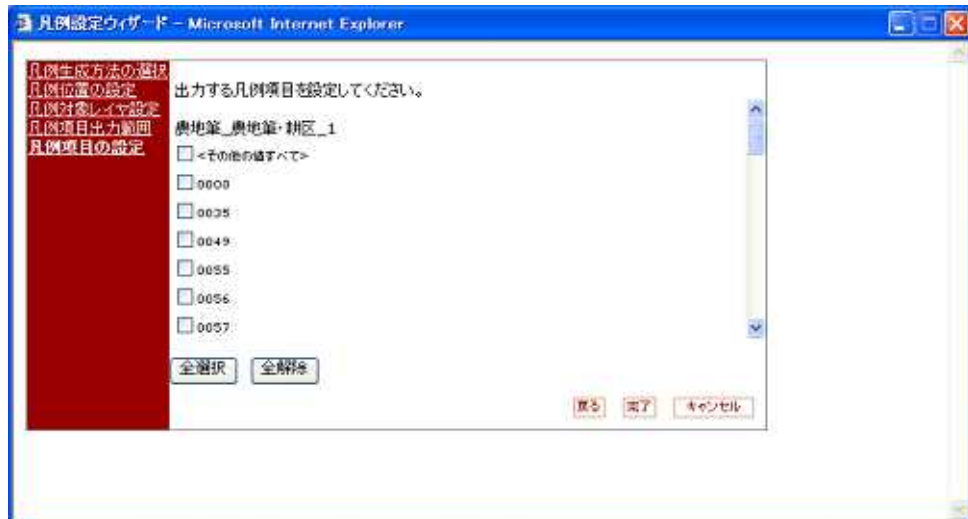 凡例設定ウィザード - Microsoft Internet Explorer
凡例生成方法の選択
凡例位置の設定
凡例対象レイヤ設定
凡例項目出力範囲
凡例項目の設定
出力する凡例項目を設定してください。
農地筆_農地筆・耕区_1
<その他の値すべて>
0000
0035
0049
0055
0056
0057
全選択
全解除
戻る
完了
キャンセル